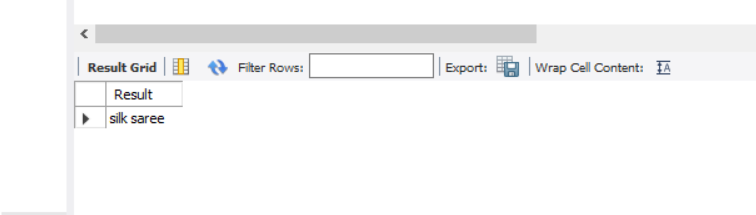 Result Grid Filter Rows: Export: Wrap Cell Content:
Result
silk saree